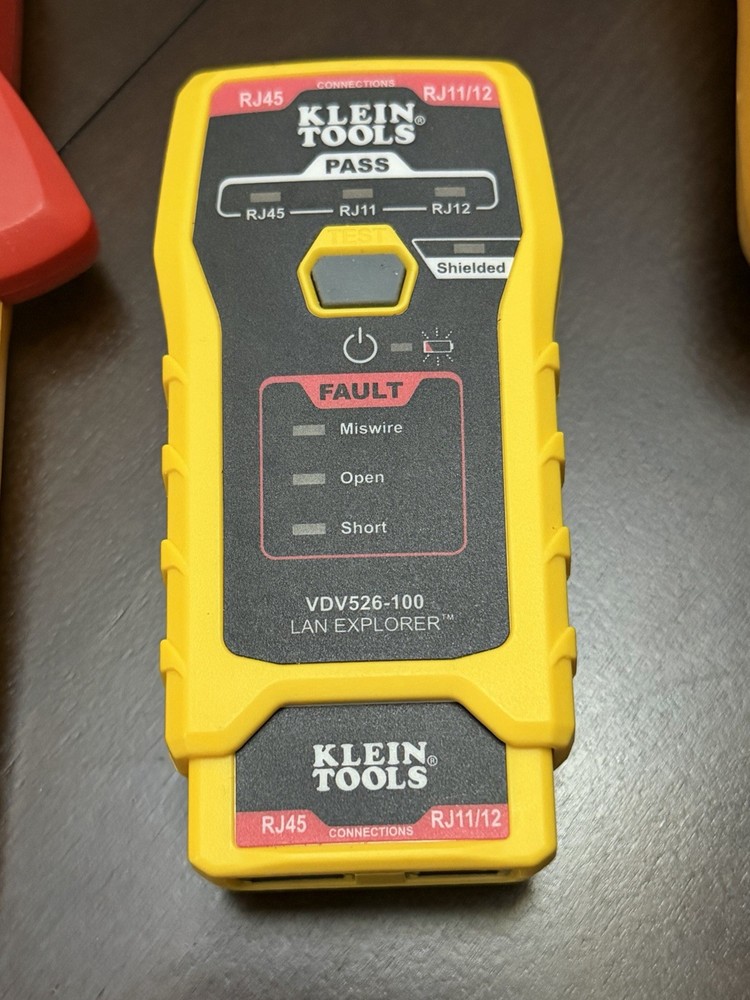 CONNECTIONS
RJ45 RJ11/12
KLEIN
TOOLS®
PASS
RJ45 RJ11 RJ12
TEST
Shielded
FAULT
Miswire
Open
Short
VDV526-100
LAN EXPLORER™
KLEIN
TOOLS®
RJ45 RJ11/12
CONNECTIONS